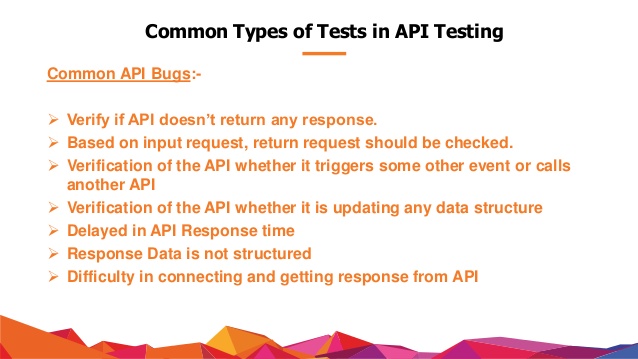 Common Types of Tests in API Testing
Common API Bugs:-
➢ Verify if API doesn’t return any response.
➢ Based on input request, return request should be checked.
➢ Verification of the API whether it triggers some other event or calls
another API
➢ Verification of the API whether it is updating any data structure
➢ Delayed in API Response time
➢ Response Data is not structured
➢ Difficulty in connecting and getting response from API